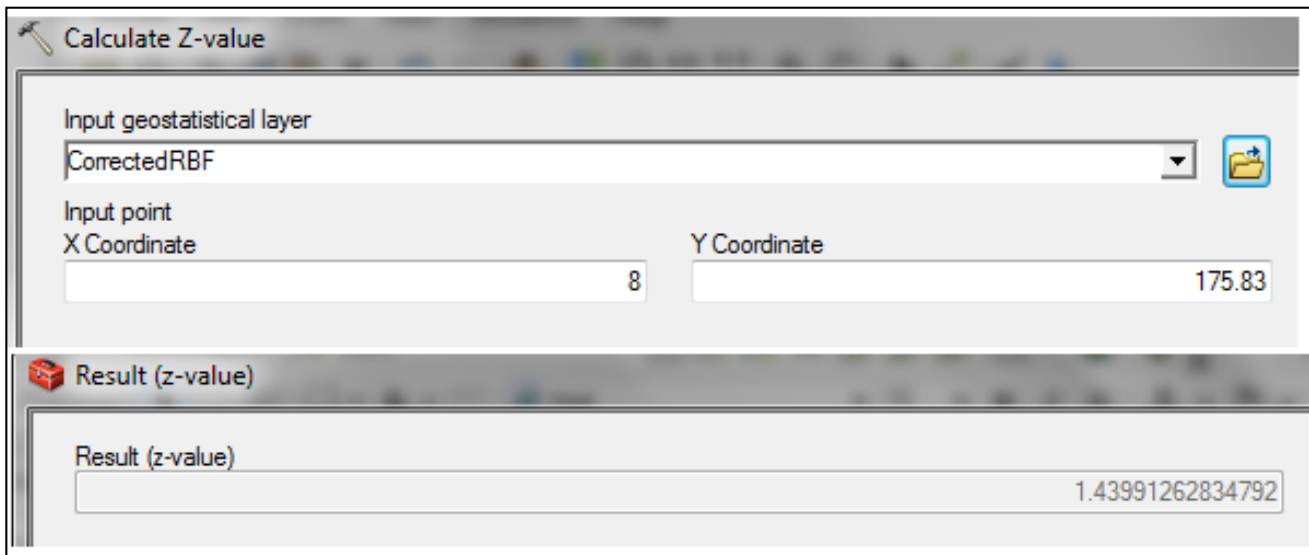 Calculate Z-value
Input geostatistical layer
CorrectedRBF
Input point
X Coordinate
Y Coordinate
8
175.83
Result (z-value)
Result (z-value)
1.43991262834792